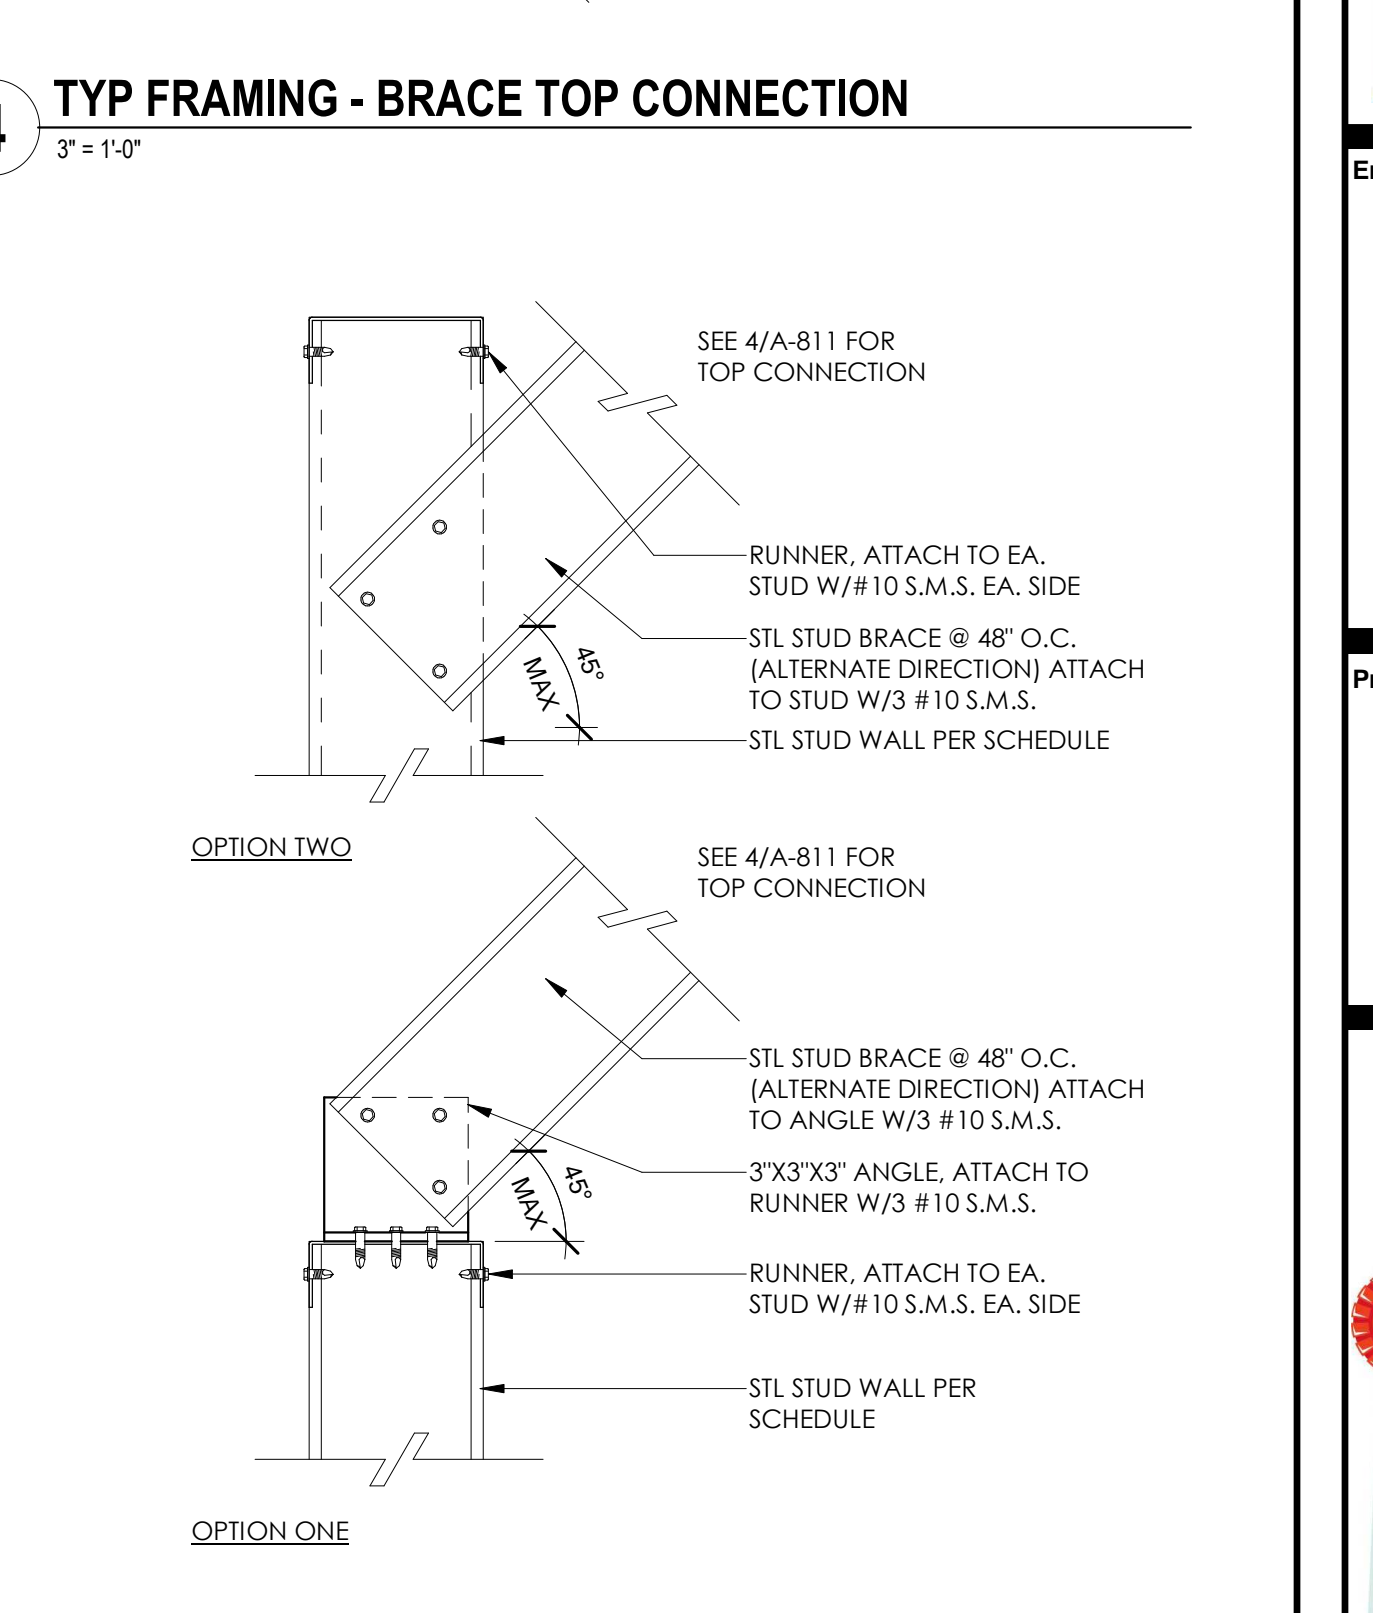 4
TYP FRAMING - BRACE TOP CONNECTION
3" = 1'-0"
SEE 4/A-811 FOR
TOP CONNECTION
RUNNER, ATTACH TO EA.
STUD W/#10 S.M.S. EA. SIDE
STL STUD BRACE @ 48" O.C.
(ALTERNATE DIRECTION) ATTACH
TO STUD W/3 #10 S.M.S.
45°
MAX
STL STUD WALL PER SCHEDULE
OPTION TWO
SEE 4/A-811 FOR
TOP CONNECTION
STL STUD BRACE @ 48" O.C.
(ALTERNATE DIRECTION) ATTACH
TO ANGLE W/3 #10 S.M.S.
3"X3"X3" ANGLE, ATTACH TO
RUNNER W/3 #10 S.M.S.
45°
MAX
RUNNER, ATTACH TO EA.
STUD W/#10 S.M.S. EA. SIDE
STL STUD WALL PER
SCHEDULE
OPTION ONE